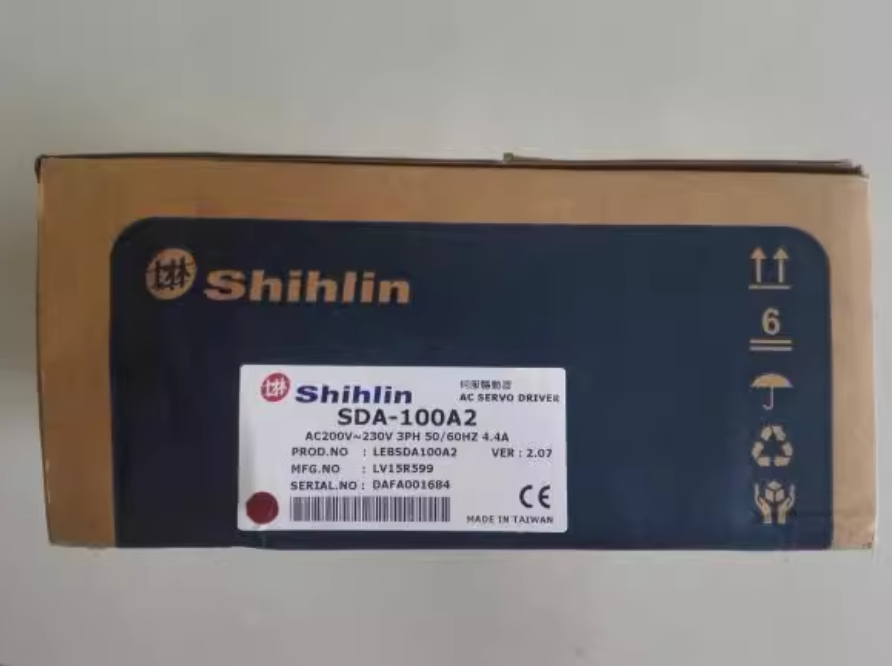 Shihlin
6
Shihlin
伺服驅動器
AC SERVO DRIVER
SDA-100A2
AC200V~230V 3PH 50/60HZ 4.4A
PROD.NO : LEBSDA100A2 VER : 2.07
MFG.NO : LV15R599
SERIAL.NO : DAFA001684
CE
MADE IN TAIWAN